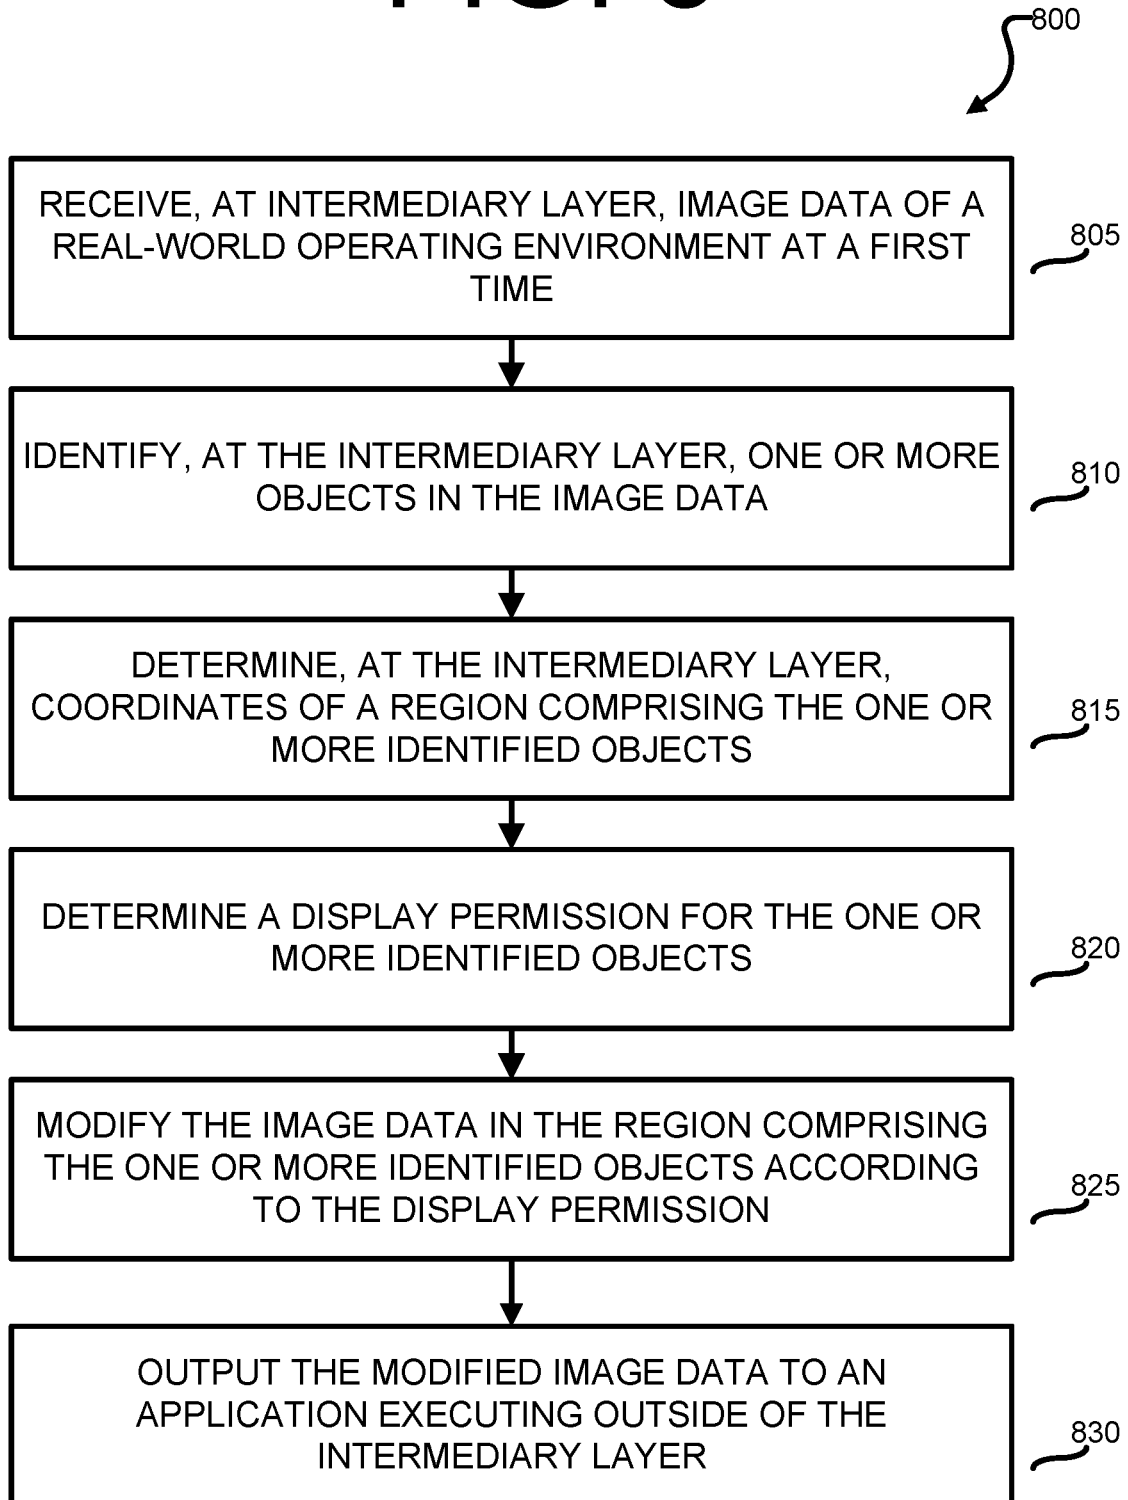 800
RECEIVE, AT INTERMEDIARY LAYER, IMAGE DATA OF A
REAL-WORLD OPERATING ENVIRONMENT AT A FIRST
TIME
805
IDENTIFY, AT THE INTERMEDIARY LAYER, ONE OR MORE
OBJECTS IN THE IMAGE DATA
810
DETERMINE, AT THE INTERMEDIARY LAYER,
COORDINATES OF A REGION COMPRISING THE ONE OR
MORE IDENTIFIED OBJECTS
815
DETERMINE A DISPLAY PERMISSION FOR THE ONE OR
MORE IDENTIFIED OBJECTS
820
MODIFY THE IMAGE DATA IN THE REGION COMPRISING
THE ONE OR MORE IDENTIFIED OBJECTS ACCORDING
TO THE DISPLAY PERMISSION
825
OUTPUT THE MODIFIED IMAGE DATA TO AN
APPLICATION EXECUTING OUTSIDE OF THE
INTERMEDIARY LAYER
830